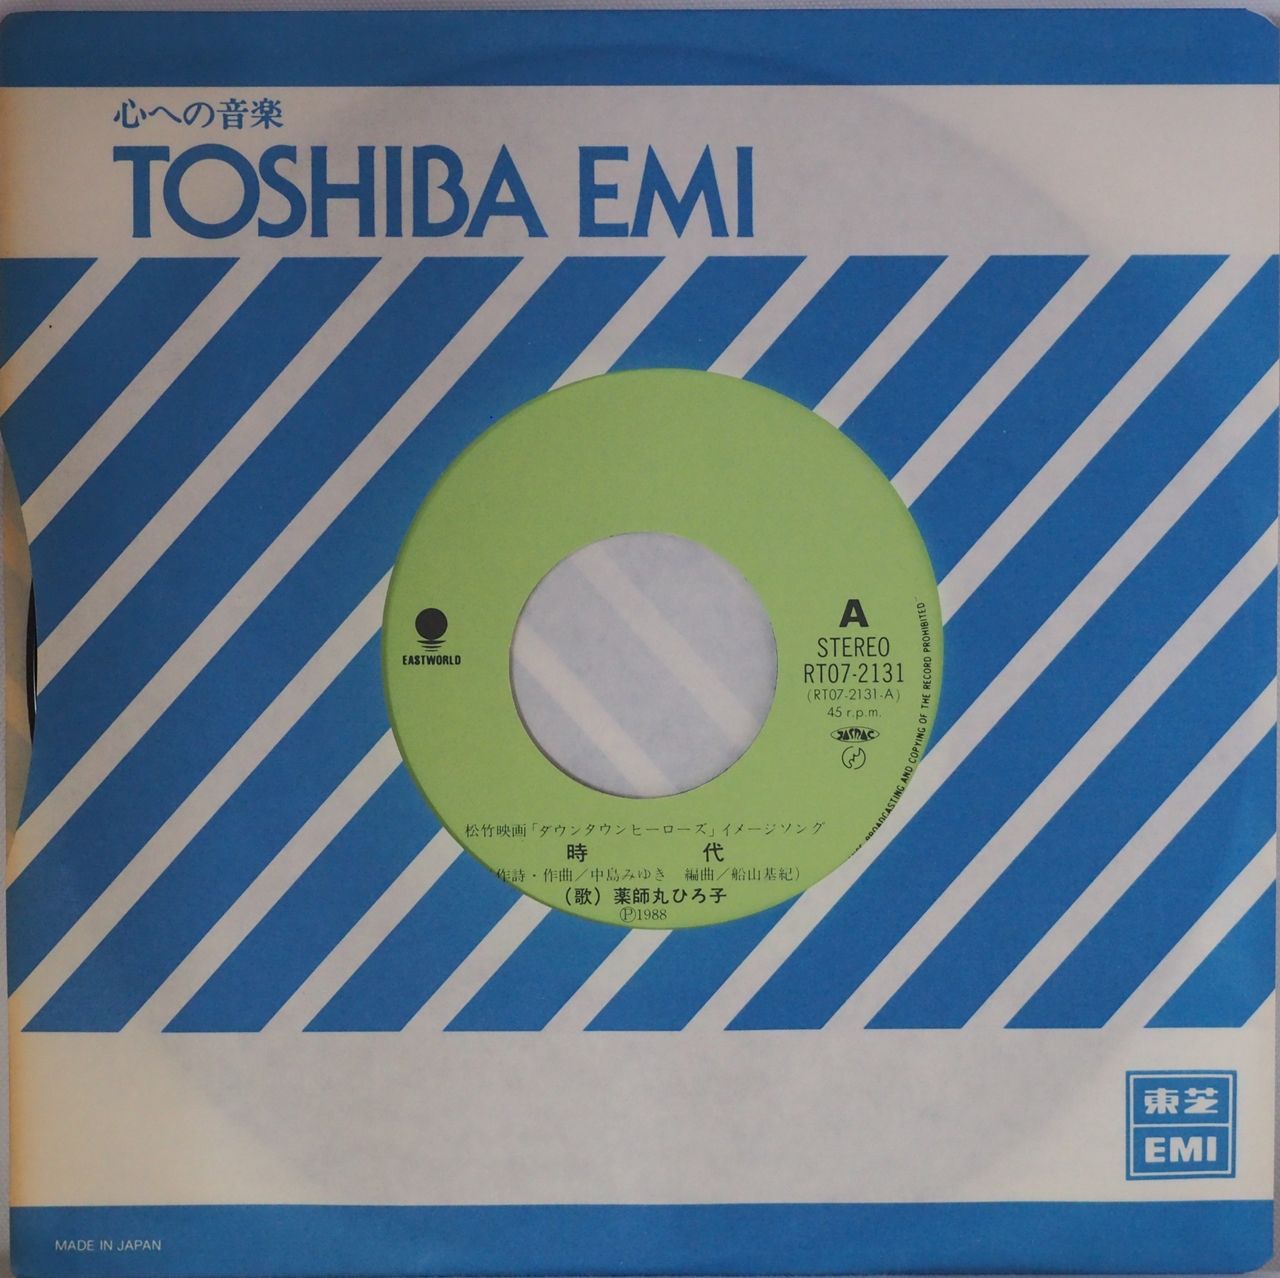 心への音楽
TOSHIBA EMI
EASTWORLD
A
STEREO
RT07-2131
(RT07-2131-A)
45 r.p.m.
JASRAC
BROADCASTING AND COPYING OF THE RECORD PROHIBITED
松竹映画「ダウンタウンヒーローズ」イメージソング
時代
作詩・作曲／中島みゆき 編曲／船山基紀)
(歌) 薬師丸ひろ子
Ⓟ1988
東芝
EMI
MADE IN JAPAN